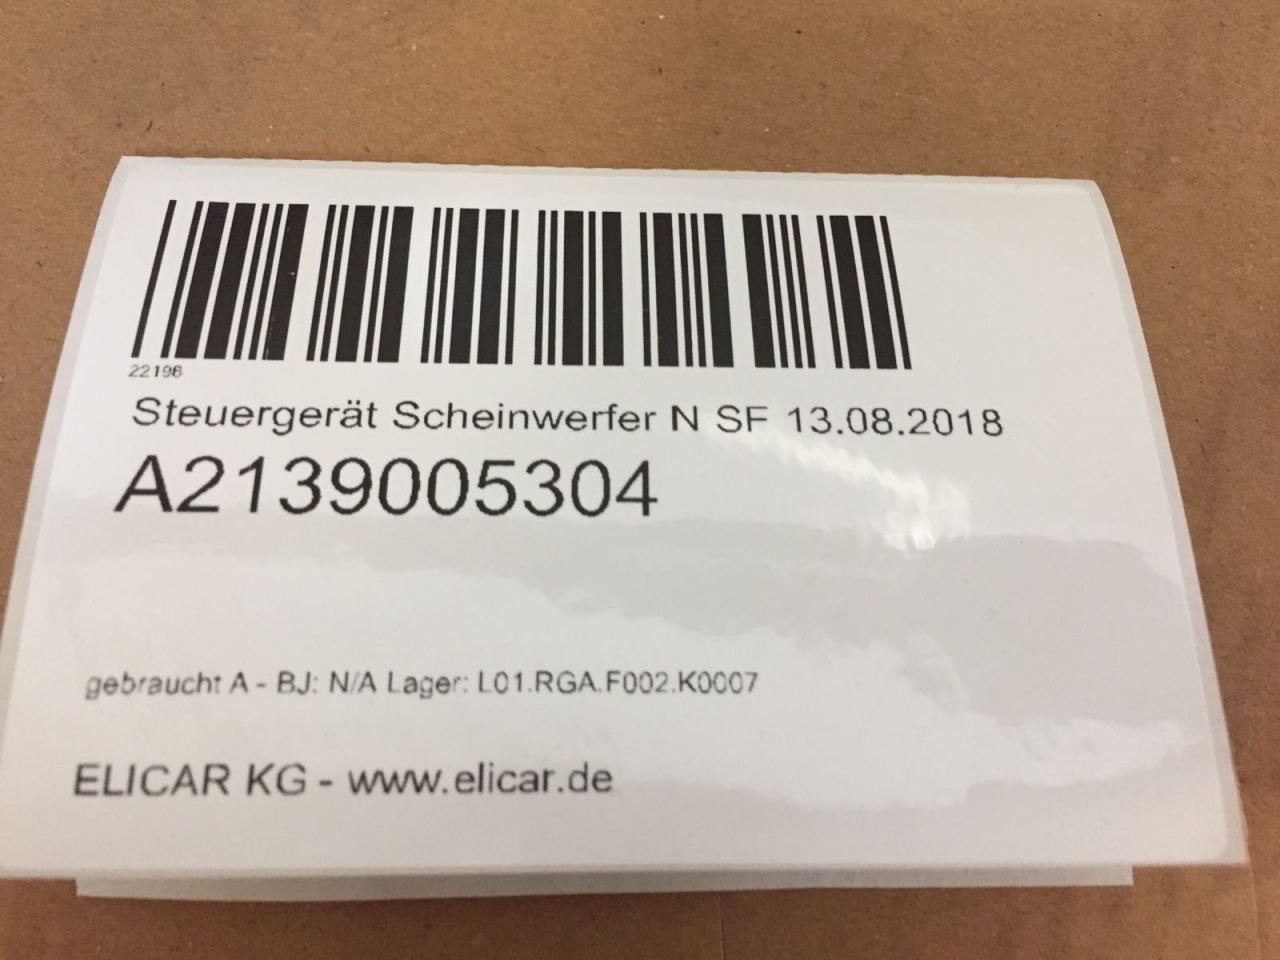 22196
Steuergerät Scheinwerfer N SF 13.08.2018
A2139005304
gebraucht A - BJ: N/A Lager: L01.RGA.F002.K0007
ELICAR KG - www.elicar.de